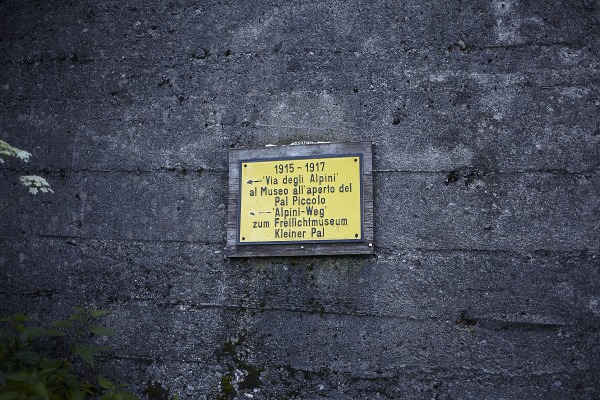 1915 - 1917
← 'Via degli Alpini'
al Museo all'aperto del
Pal Piccolo
← 'Alpini-Weg'
zum Freilichtmuseum
Kleiner Pal